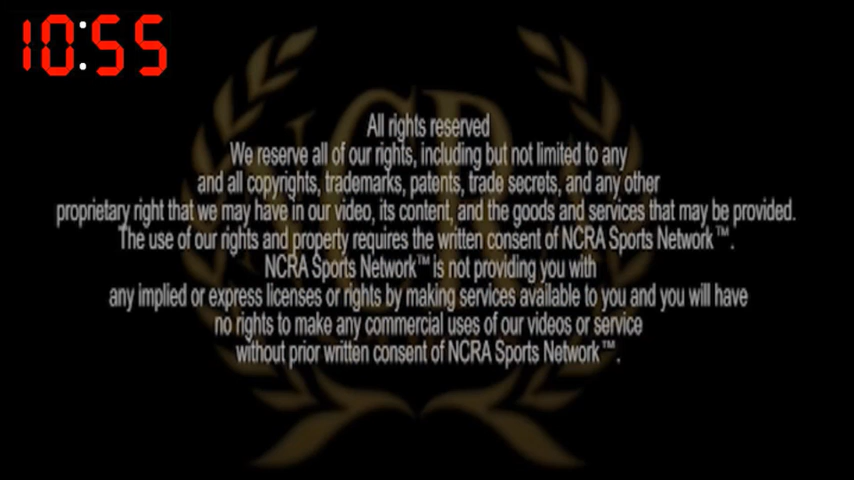 10:55
All rights reserved
We reserve all of our rights, including but not limited to any
and all copyrights, trademarks, patents, trade secrets, and any other
proprietary right that we may have in our video, its content, and the goods and services that may be provided.
The use of our rights and property requires the written consent of NCRA Sports Network™.
NCRA Sports Network™ is not providing you with
any implied or express licenses or rights by making services available to you and you will have
no rights to make any commercial uses of our videos or service
without prior written consent of NCRA Sports Network™.
NCRA